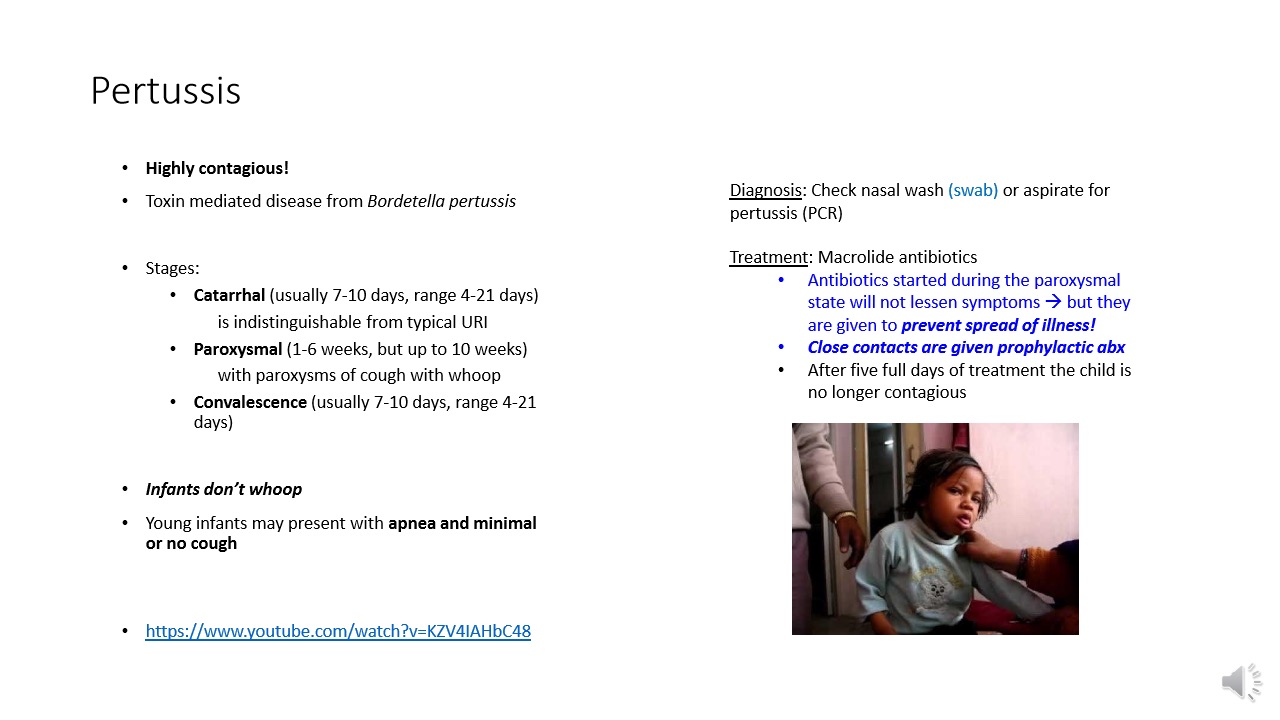 Pertussis
• Highly contagious!
• Toxin mediated disease from Bordetella pertussis
• Stages:
• Catarrhal (usually 7-10 days, range 4-21 days)
is indistinguishable from typical URI
• Paroxysmal (1-6 weeks, but up to 10 weeks)
with paroxysms of cough with whoop
• Convalescence (usually 7-10 days, range 4-21
days)
• Infants don’t whoop
• Young infants may present with apnea and minimal
or no cough
• https://www.youtube.com/watch?v=KZV4IAHbC48
Diagnosis: Check nasal wash (swab) or aspirate for
pertussis (PCR)
Treatment: Macrolide antibiotics
• Antibiotics started during the paroxysmal
state will not lessen symptoms → but they
are given to prevent spread of illness!
• Close contacts are given prophylactic abx
• After five full days of treatment the child is
no longer contagious